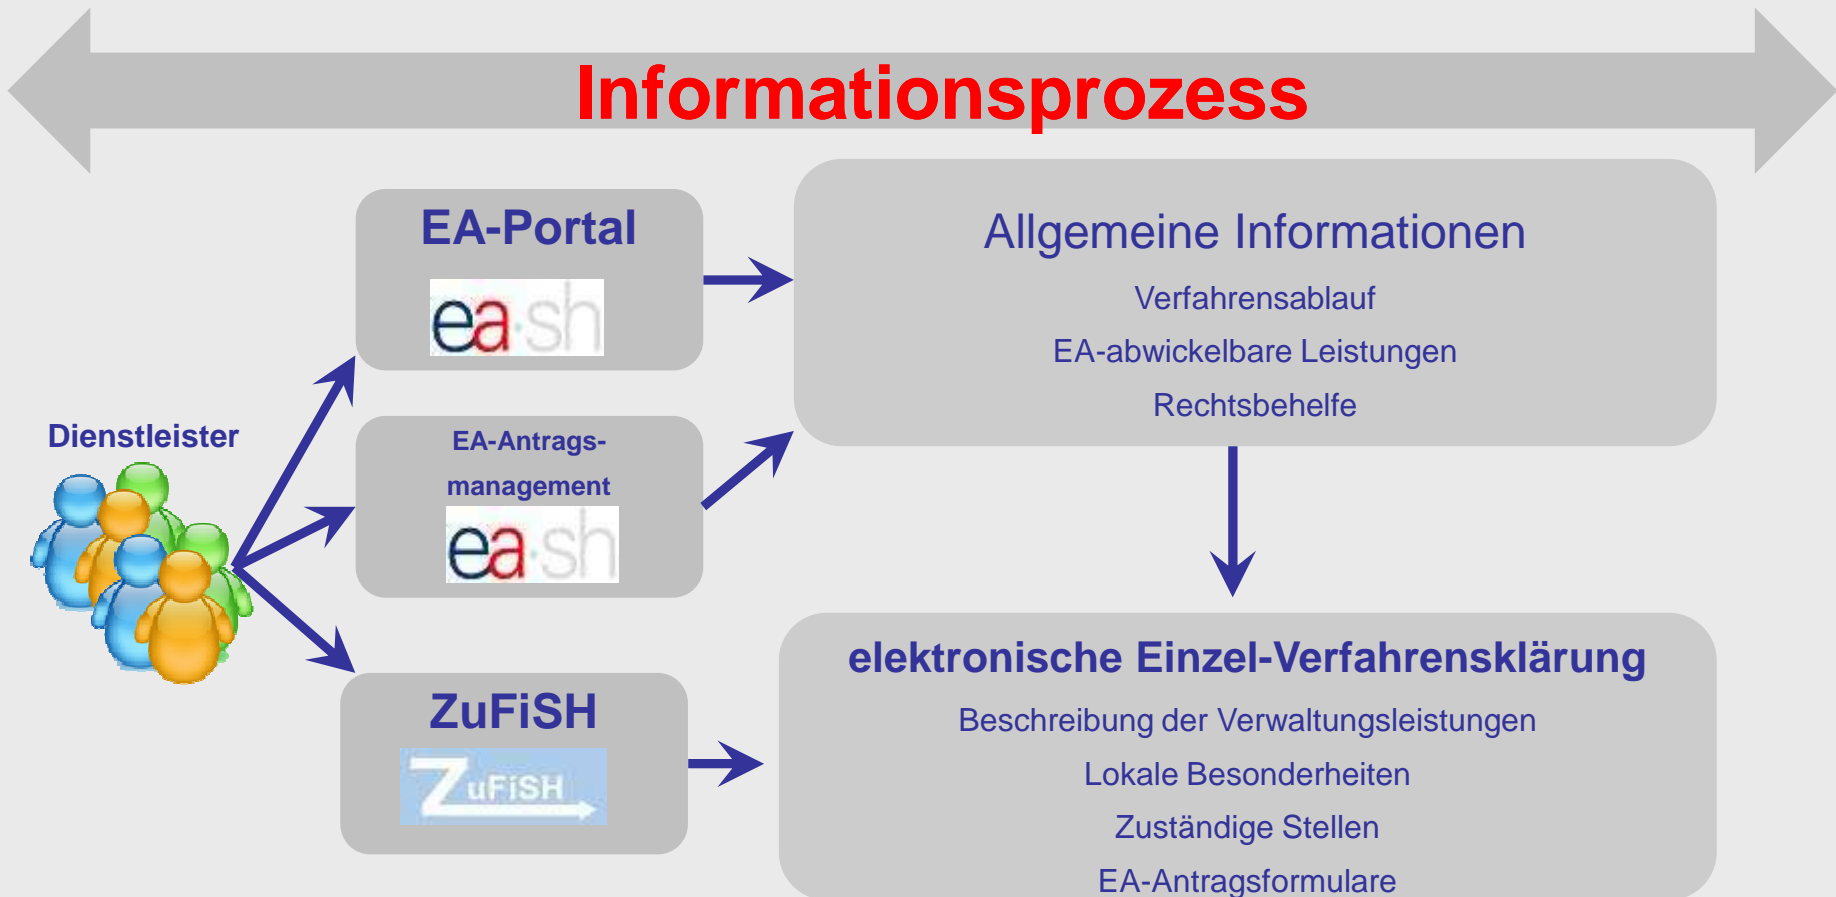 Informationsprozess
EA-Portal
ea·sh
Allgemeine Informationen
Verfahrensablauf
EA-abwickelbare Leistungen
Rechtsbehelfe
Dienstleister
EA-Antrags-
management
ea·sh
ZuFiSH
ZuFiSH
elektronische Einzel-Verfahrensklärung
Beschreibung der Verwaltungsleistungen
Lokale Besonderheiten
Zuständige Stellen
EA-Antragsformulare